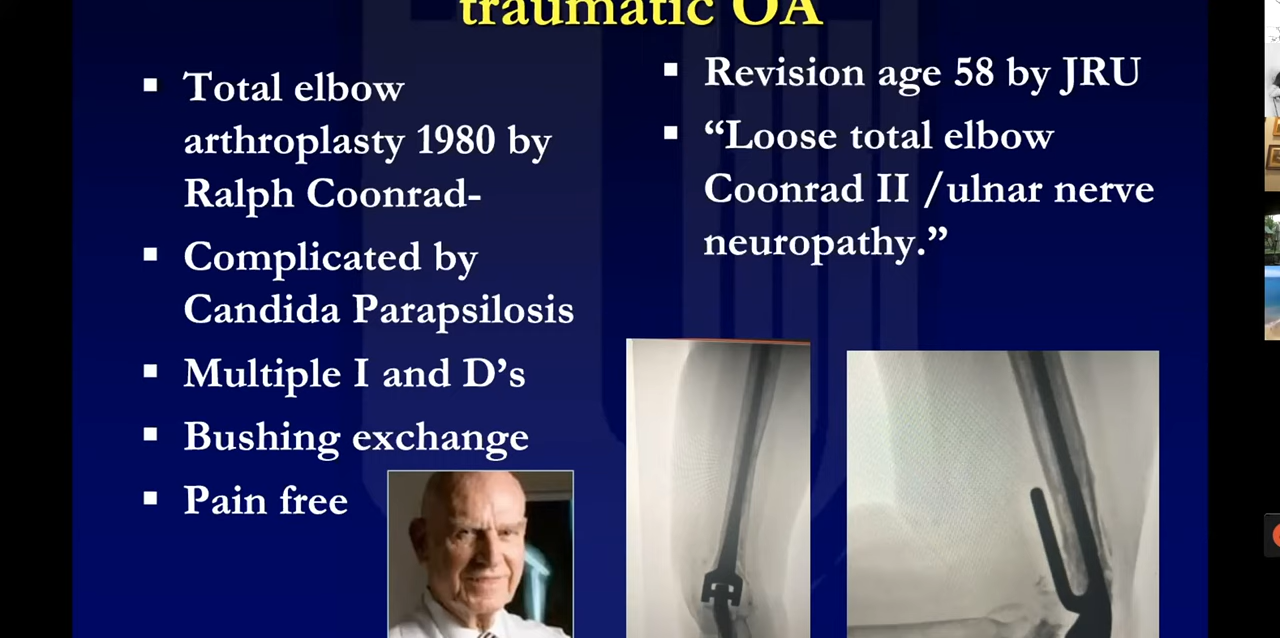 traumatic OA
▪ Total elbow
arthroplasty 1980 by
Ralph Coonrad-
▪ Complicated by
Candida Parapsilosis
▪ Multiple I and D’s
▪ Bushing exchange
▪ Pain free
▪ Revision age 58 by JRU
▪ “Loose total elbow
Coonrad II /ulnar nerve
neuropathy.”